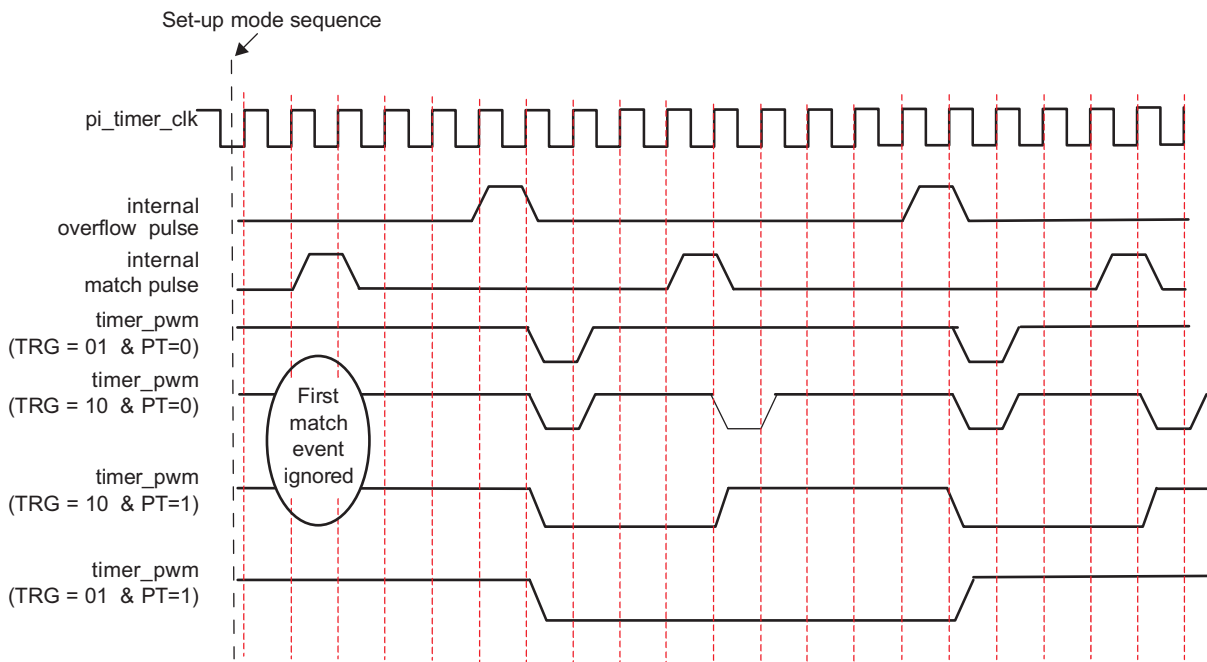 Set-up mode sequence
pi_timer_clk
internal
overflow pulse
internal
match pulse
timer_pwm
(TRG = 01 & PT=0)
timer_pwm
(TRG = 10 & PT=0)
First
match
event
ignored
timer_pwm
(TRG = 10 & PT=1)
timer_pwm
(TRG = 01 & PT=1)